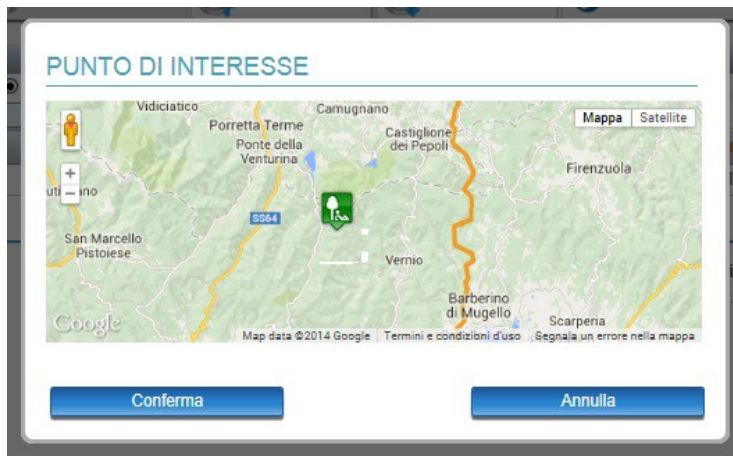 PUNTO DI INTERESSE
Vidiciatico
Camugnano
Mappa
Satellite
Porretta Terme
Castiglione
dei Pepoli
Ponte della
Venturina
Firenzuola
+
−
SS64
San Marcello
Pistoiese
Vernio
Barberino
di Mugello
Scarperia
Google
Map data ©2014 Google
Termini e condizioni d'uso
Segnala un errore nella mappa
Conferma
Annulla